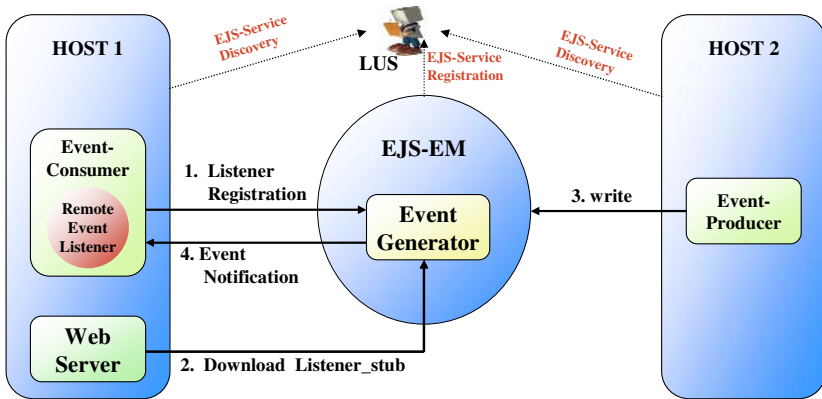 HOST 1
EJS-Service
Discovery
LUS
EJS-Service
Registration
EJS-Service
Discovery
HOST 2
Event-
Consumer
Remote
Event
Listener
1. Listener
Registration
EJS-EM
Event
Generator
3. write
Event-
Producer
4. Event
Notification
Web
Server
2. Download Listener_stub